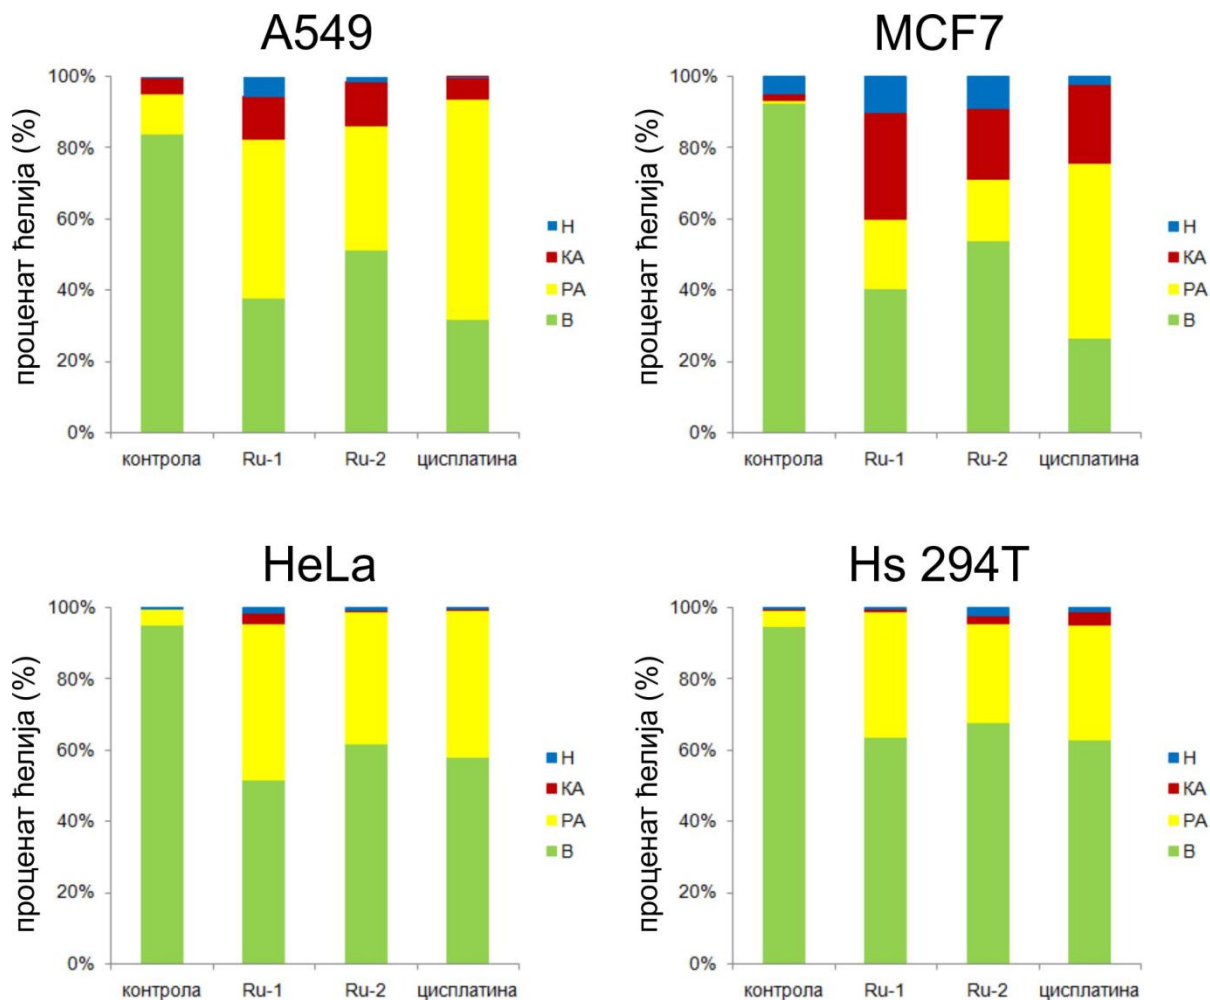 A549
проценат ћелија (%)
100%
80%
60%
40%
20%
0%
контрола Ru-1 Ru-2 цисплатина
Н
КА
РА
В
MCF7
проценат ћелија (%)
100%
80%
60%
40%
20%
0%
контрола Ru-1 Ru-2 цисплатина
Н
КА
РА
В
HeLa
проценат ћелија (%)
100%
80%
60%
40%
20%
0%
контрола Ru-1 Ru-2 цисплатина
Н
КА
РА
В
Hs 294T
проценат ћелија (%)
100%
80%
60%
40%
20%
0%
контрола Ru-1 Ru-2 цисплатина
Н
КА
РА
В